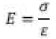 E = σ/ε